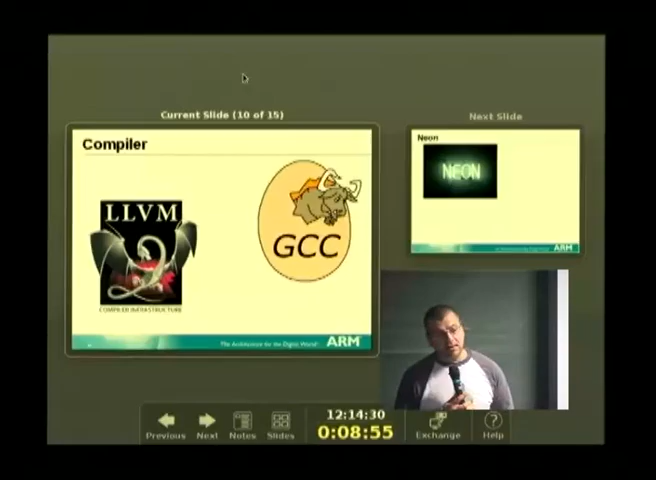 Current Slide (10 of 15)
Next Slide
Compiler
LLVM
COMPILER INFRASTRUCTURE
GCC
The Architecture for the Digital World®
ARM
Neon
NEON
ARM
12:14:30
0:08:55
Previous
Next
Notes
Slides
Exchange
Help